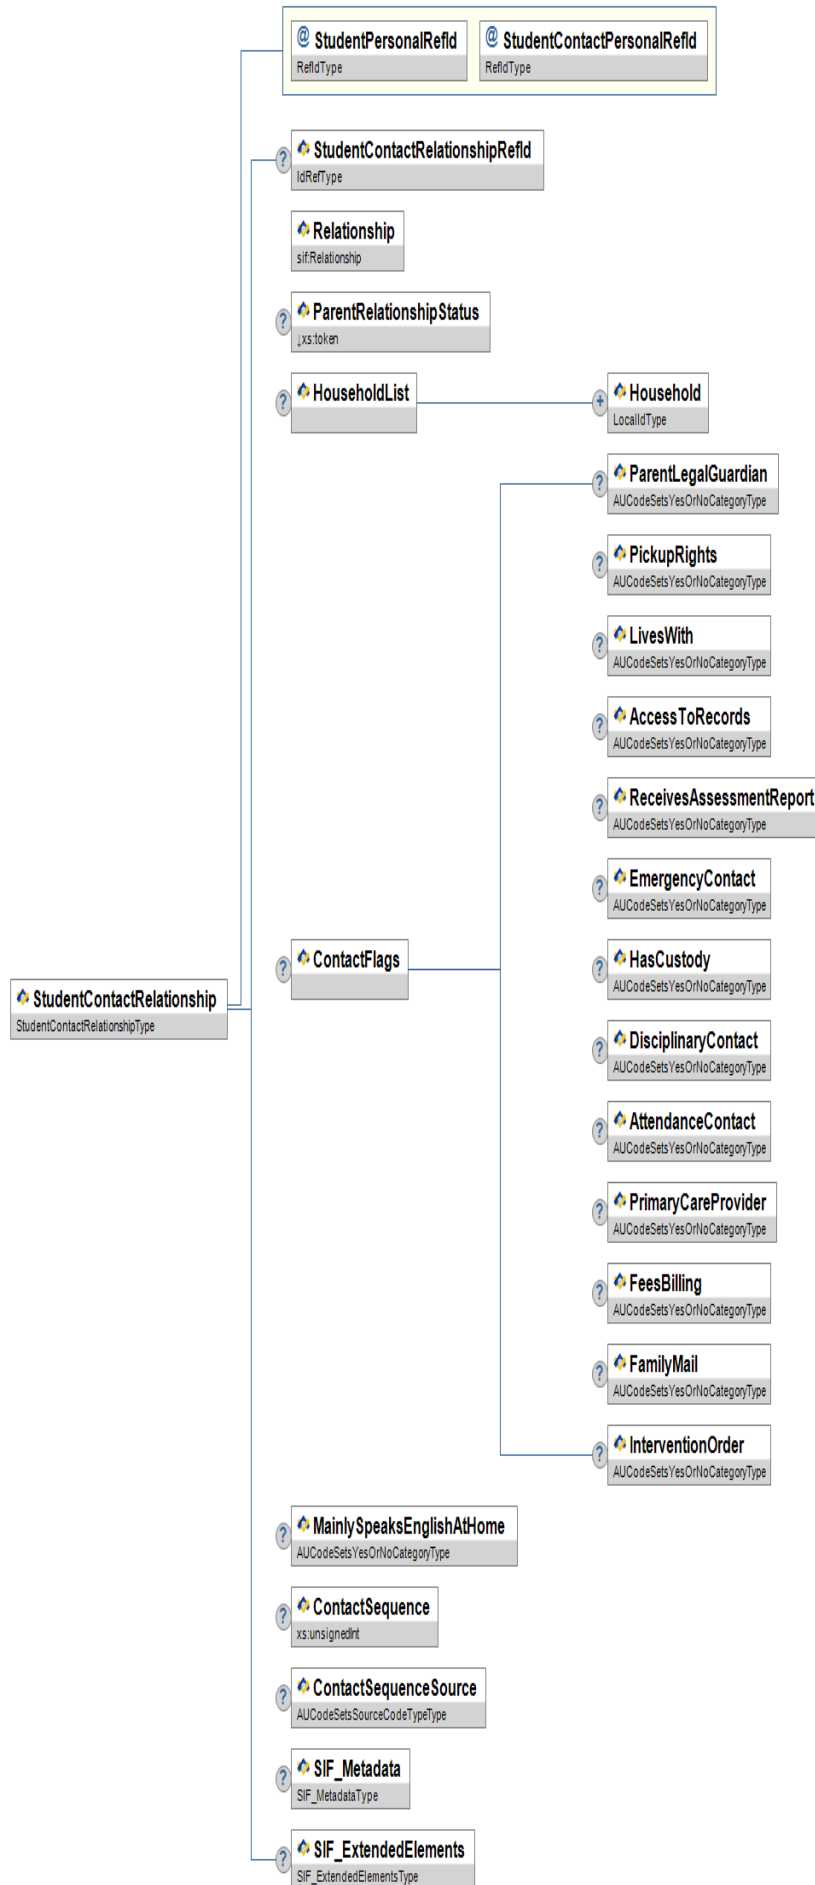 @ StudentPersonalRefId
RefIdType
@ StudentContactPersonalRefId
RefIdType
? StudentContactRelationshipRefId
IdRefType
Relationship
sif:Relationship
? ParentRelationshipStatus
↓xs:token
? HouseholdList
+ Household
LocalIdType
? ParentLegalGuardian
AUCodeSetsYesOrNoCategoryType
? PickupRights
AUCodeSetsYesOrNoCategoryType
? LivesWith
AUCodeSetsYesOrNoCategoryType
? AccessToRecords
AUCodeSetsYesOrNoCategoryType
? ReceivesAssessmentReport
AUCodeSetsYesOrNoCategoryType
? EmergencyContact
AUCodeSetsYesOrNoCategoryType
? ContactFlags
? HasCustody
AUCodeSetsYesOrNoCategoryType
StudentContactRelationship
StudentContactRelationshipType
? DisciplinaryContact
AUCodeSetsYesOrNoCategoryType
? AttendanceContact
AUCodeSetsYesOrNoCategoryType
? PrimaryCareProvider
AUCodeSetsYesOrNoCategoryType
? FeesBilling
AUCodeSetsYesOrNoCategoryType
? FamilyMail
AUCodeSetsYesOrNoCategoryType
? InterventionOrder
AUCodeSetsYesOrNoCategoryType
? MainlySpeaksEnglishAtHome
AUCodeSetsYesOrNoCategoryType
? ContactSequence
xs:unsignedInt
? ContactSequenceSource
AUCodeSetsSourceCodeTypeType
? SIF_Metadata
SIF_MetadataType
? SIF_ExtendedElements
SIF_ExtendedElementsType